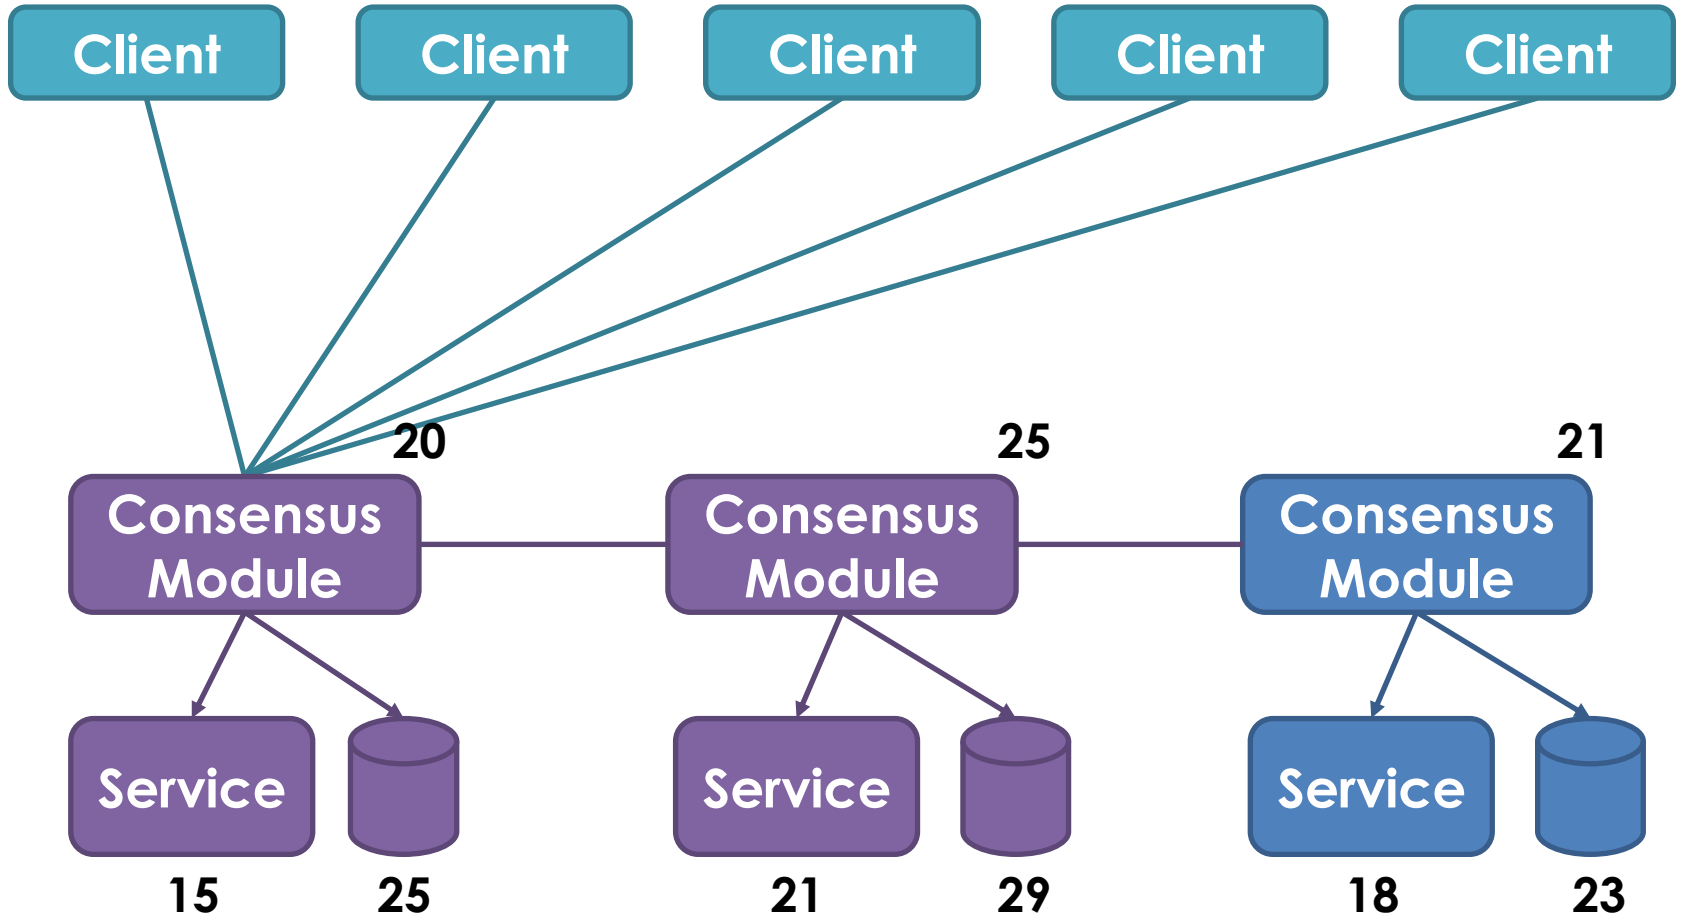 Client
Client
Client
Client
Client
20
25
21
Consensus
Module
Consensus
Module
Consensus
Module
Service
Service
Service
15
25
21
29
18
23